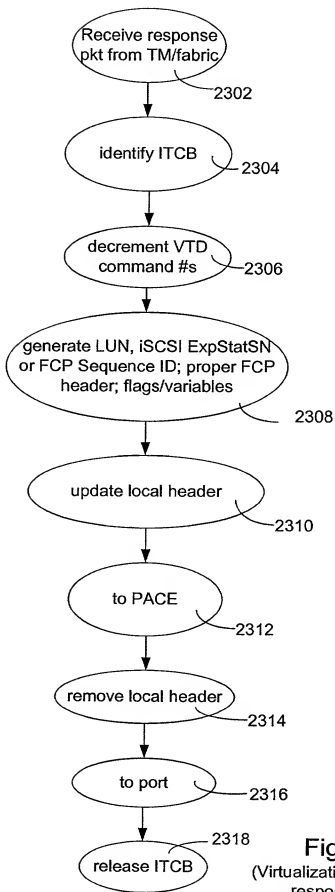 Receive response
pkt from TM/fabric
2302
identify ITCB
2304
decrement VTD
command #s
2306
generate LUN, iSCSI ExpStatSN
or FCP Sequence ID; proper FCP
header; flags/variables
2308
update local header
2310
to PACE
2312
remove local header
2314
to port
2316
2318
release ITCB
Fig
(Virtualizati
respo